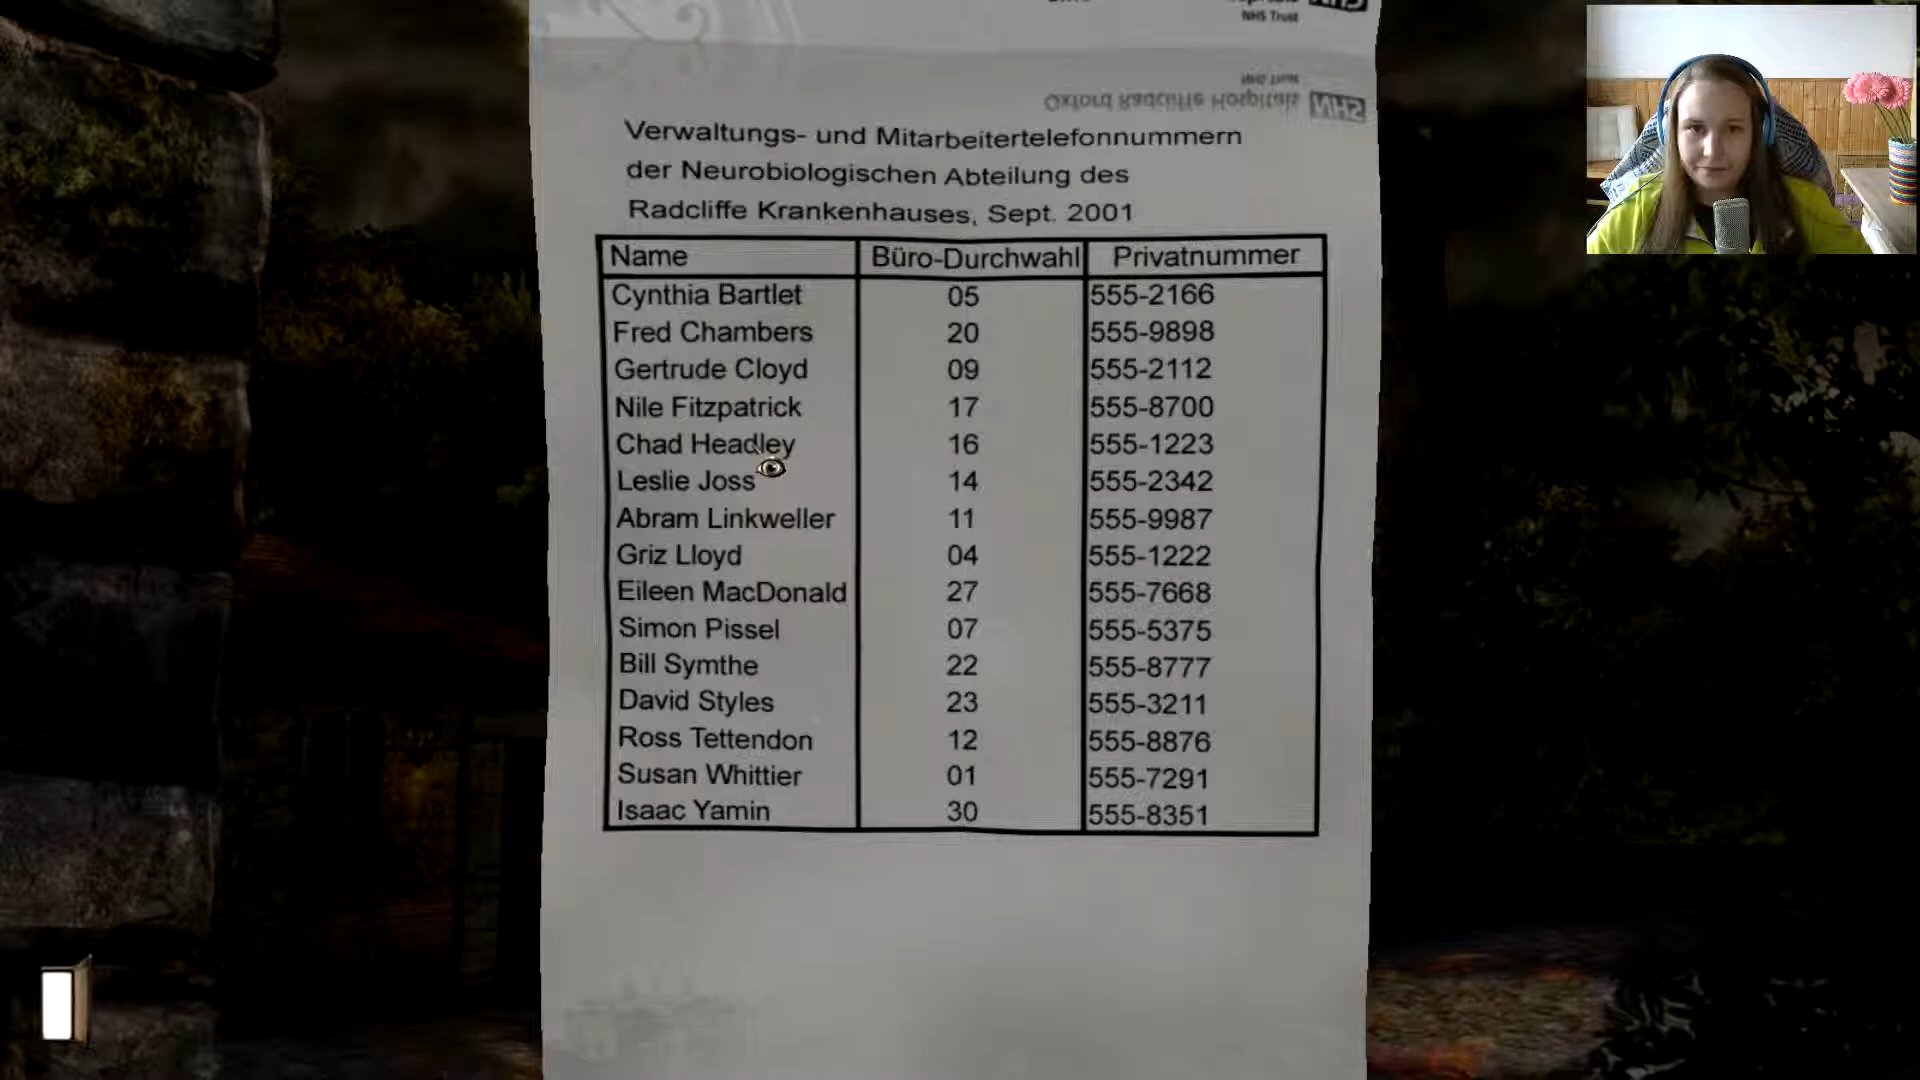 NHS Trust
NHS Trust
Oxford Radcliffe Hospitals NHS
Verwaltungs- und Mitarbeitertelefonnummern
der Neurobiologischen Abteilung des
Radcliffe Krankenhauses, Sept. 2001
Name Büro-Durchwahl Privatnummer
Cynthia Bartlet 05 555-2166
Fred Chambers 20 555-9898
Gertrude Cloyd 09 555-2112
Nile Fitzpatrick 17 555-8700
Chad Headley 16 555-1223
Leslie Joss 14 555-2342
Abram Linkweller 11 555-9987
Griz Lloyd 04 555-1222
Eileen MacDonald 27 555-7668
Simon Pissel 07 555-5375
Bill Symthe 22 555-8777
David Styles 23 555-3211
Ross Tettendon 12 555-8876
Susan Whittier 01 555-7291
Isaac Yamin 30 555-8351